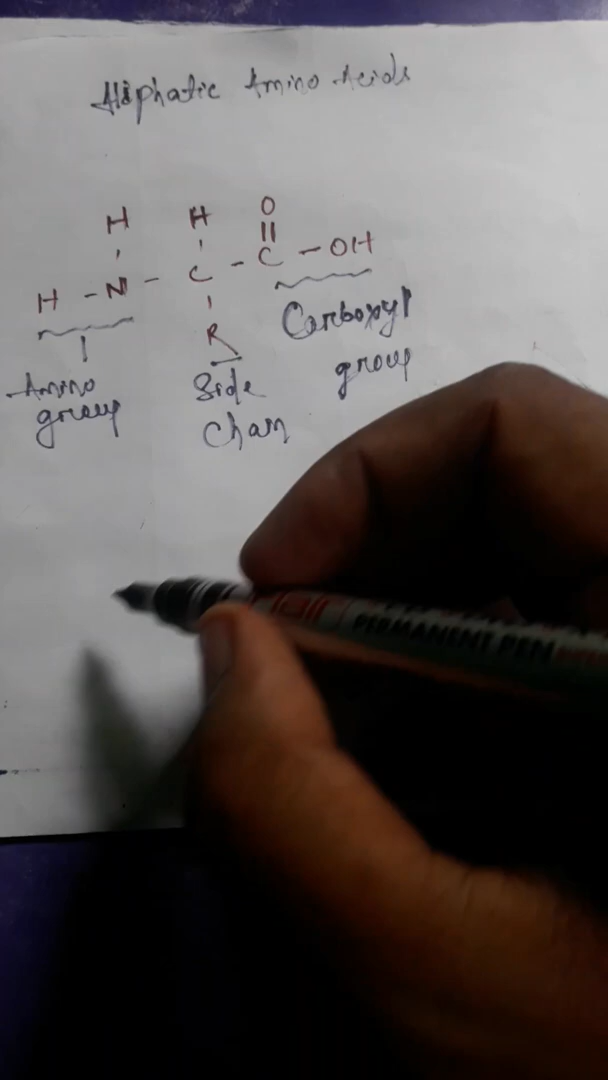 Aliphatic Amino Acids
H H O
H - N - C - C - OH
R
Amino group
Side Chain
Carboxyl group
PERMANENT PEN